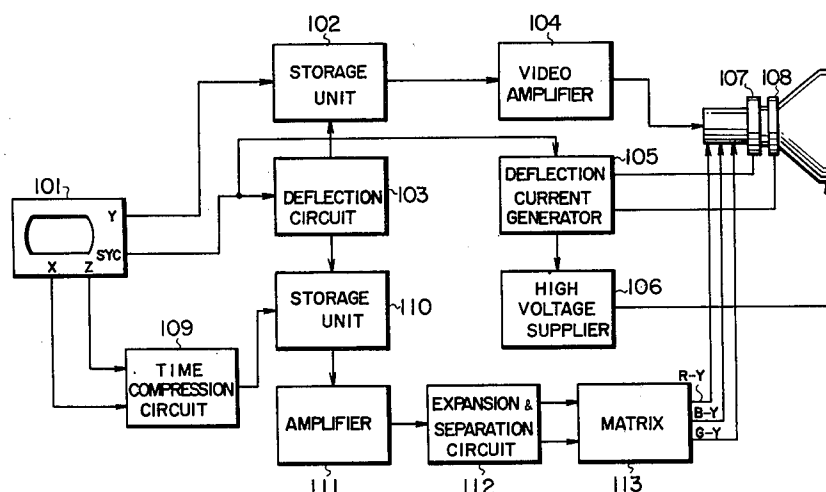 102
STORAGE
UNIT
104
VIDEO
AMPLIFIER
107
108
101
Y
SYC
X
Z
DEFLECTION
CIRCUIT
103
105
DEFLECTION
CURRENT
GENERATOR
STORAGE
UNIT
110
HIGH
VOLTAGE
SUPPLIER
106
109
TIME
COMPRESSION
CIRCUIT
AMPLIFIER
111
EXPANSION &
SEPARATION
CIRCUIT
112
MATRIX
113
R-Y
B-Y
G-Y